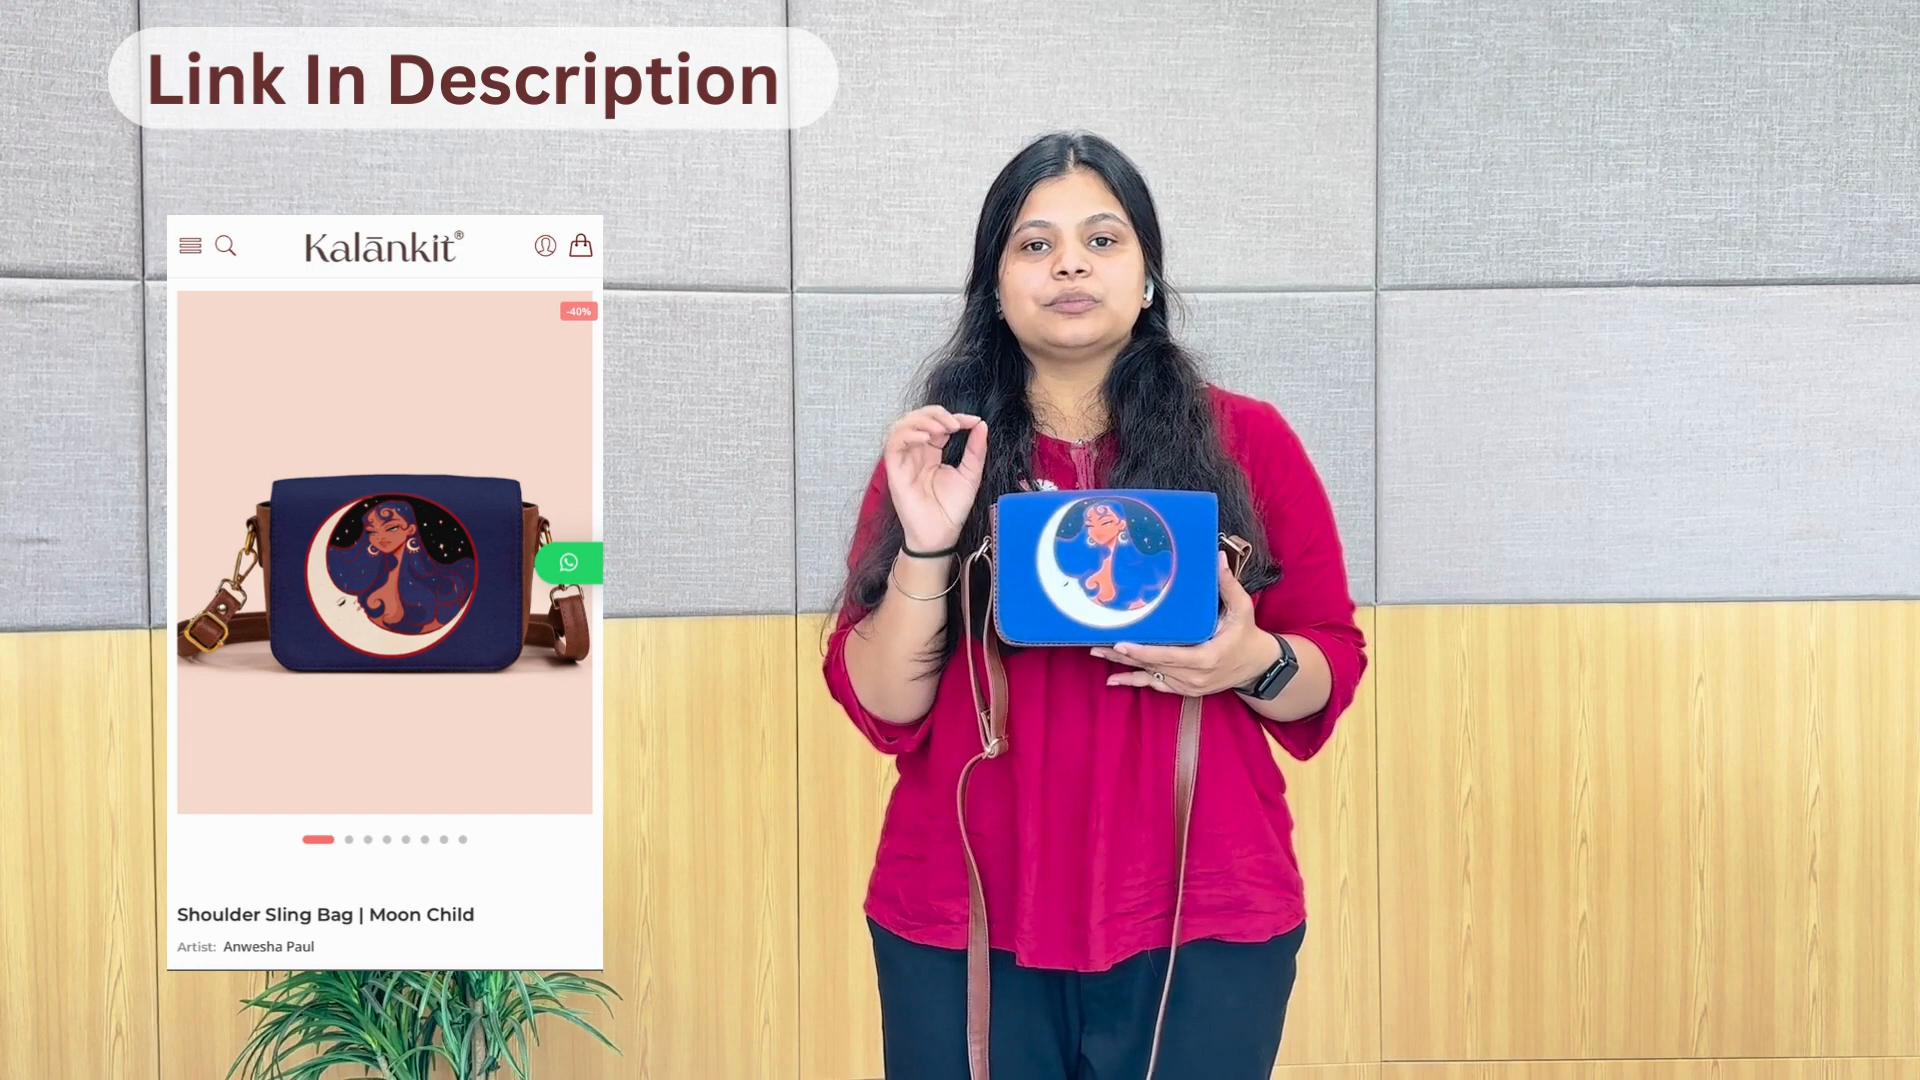 Link In Description
Kalānkit®
-40%
Shoulder Sling Bag | Moon Child
Artist: Anwesha Paul